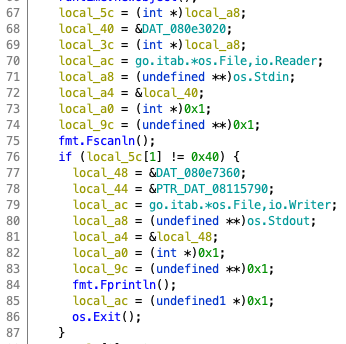 67 local_5c = (int *)local_a8;
68 local_40 = &DAT_080e3020;
69 local_3c = (int *)local_a8;
70 local_ac = go.itab.*os.File,io.Reader;
71 local_a8 = (undefined **)os.Stdin;
72 local_a4 = &local_40;
73 local_a0 = (int *)0x1;
74 local_9c = (undefined **)0x1;
75 fmt.Fscanln();
76 if (local_5c[1] != 0x40) {
77 local_48 = &DAT_080e7360;
78 local_44 = &PTR_DAT_08115790;
79 local_ac = go.itab.*os.File,io.Writer;
80 local_a8 = (undefined **)os.Stdout;
81 local_a4 = &local_48;
82 local_a0 = (int *)0x1;
83 local_9c = (undefined **)0x1;
84 fmt.Fprintln();
85 local_ac = (undefined1 *)0x1;
86 os.Exit();
87 }